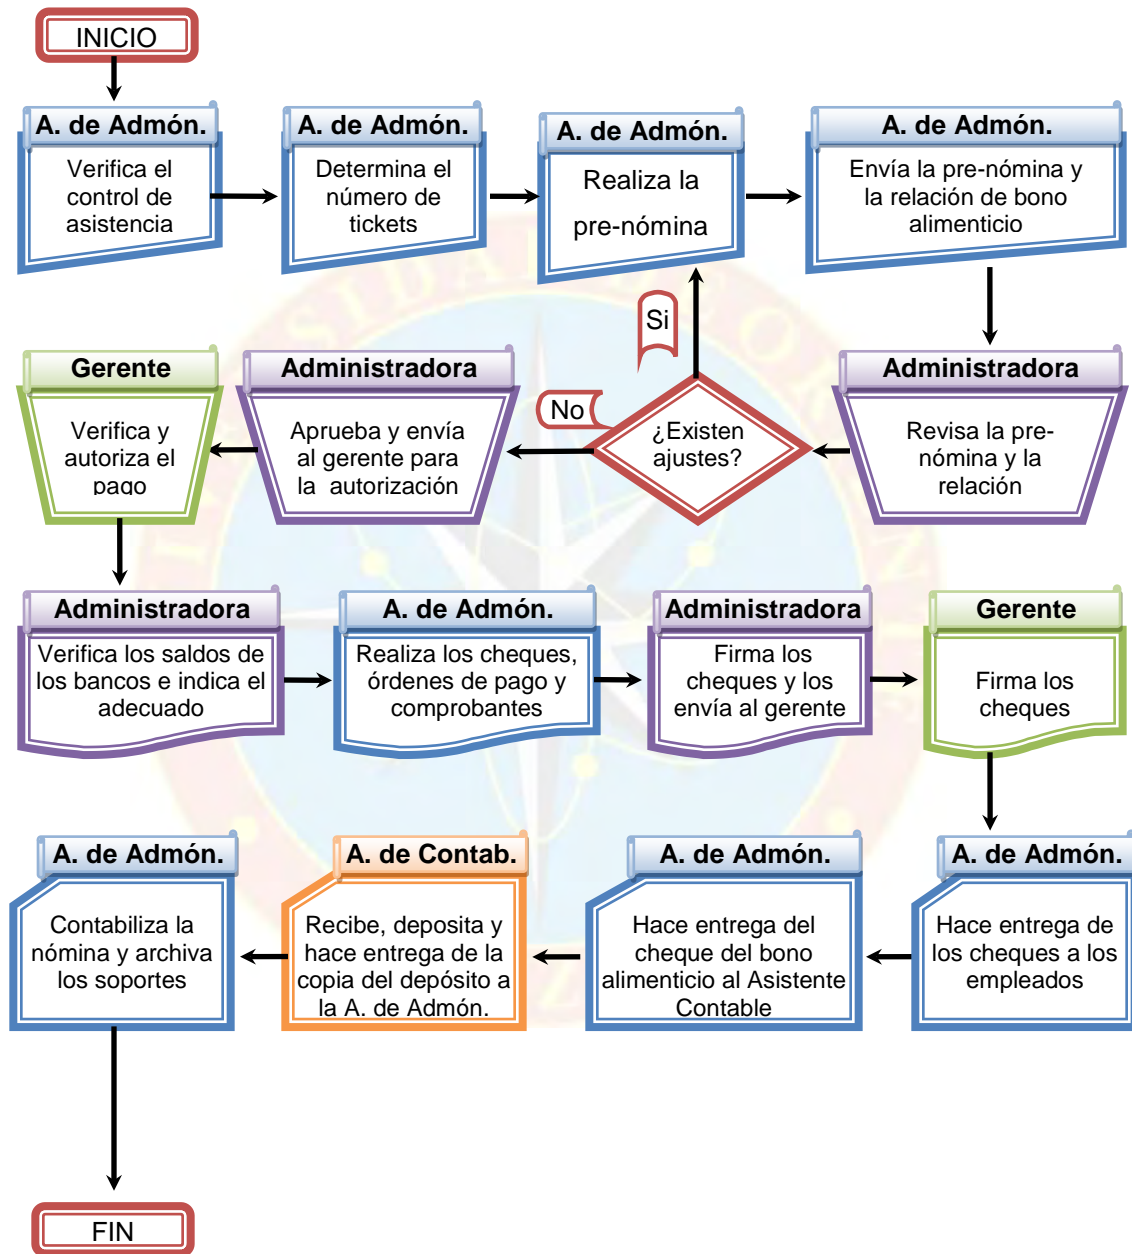 INICIO
A. de Admón.
Verifica el
control de
asistencia
A. de Admón.
Determina el
número de
tickets
A. de Admón.
Realiza la
pre-nómina
A. de Admón.
Envía la pre-nómina y
la relación de bono
alimenticio
Administradora
Revisa la pre-
nómina y la
relación
¿Existen
ajustes?
Si
No
Administradora
Aprueba y envía
al gerente para
la autorización
Gerente
Verifica y
autoriza el
pago
Administradora
Verifica los saldos de
los bancos e indica el
adecuado
A. de Admón.
Realiza los cheques,
órdenes de pago y
comprobantes
Administradora
Firma los
cheques y los
envía al gerente
Gerente
Firma los
cheques
A. de Admón.
Hace entrega de
los cheques a los
empleados
A. de Admón.
Hace entrega del
cheque del bono
alimenticio al Asistente
Contable
A. de Contab.
Recibe, deposita y
hace entrega de la
copia del depósito a
la A. de Admón.
A. de Admón.
Contabiliza la
nómina y archiva
los soportes
FIN